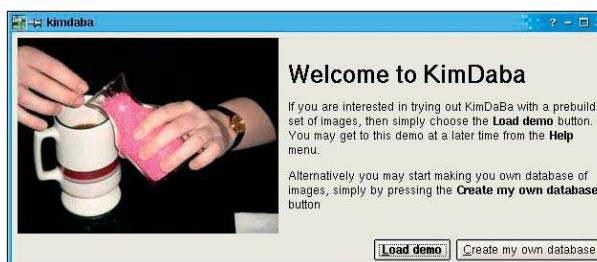 kimdaba
Welcome to KimDaba
If you are interested in trying out KimDaBa with a prebuild
set of images, then simply choose the Load demo button.
You may get to this demo at a later time from the Help
menu.
Alternatively you may start making you own database of
images, simply by pressing the Create my own database
button
Load demo
Create my own database